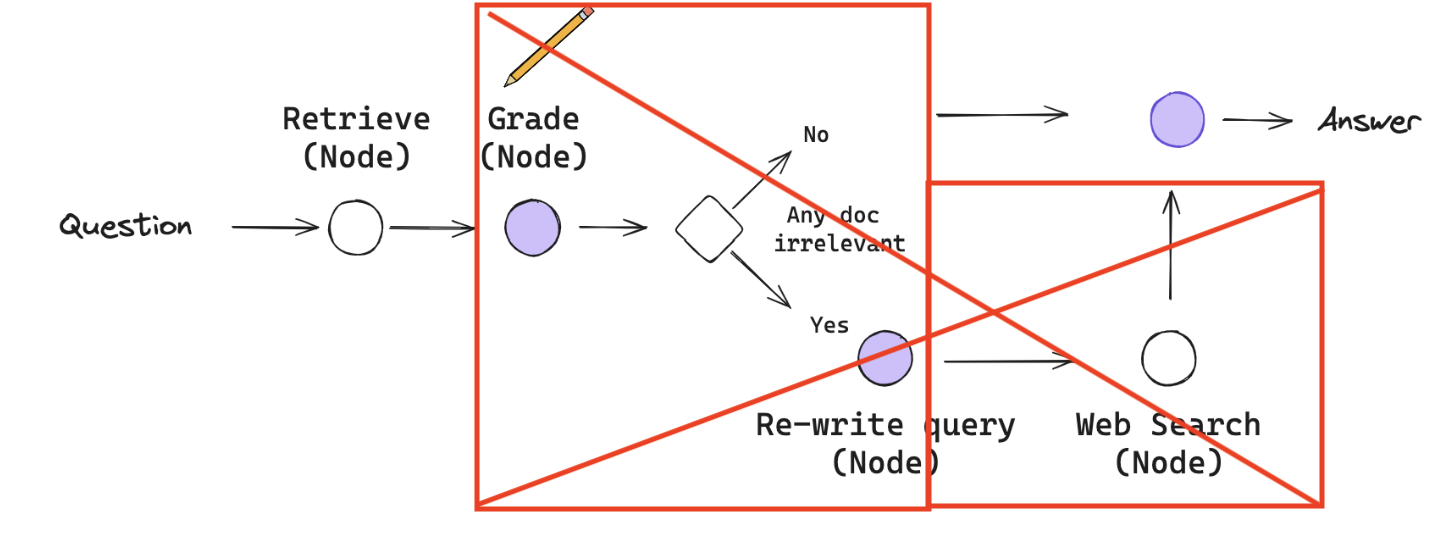 Retrieve
(Node)
Grade
(Node)
No
Answer
Question
Any doc
irrelevant
Yes
Re-write query
(Node)
Web Search
(Node)